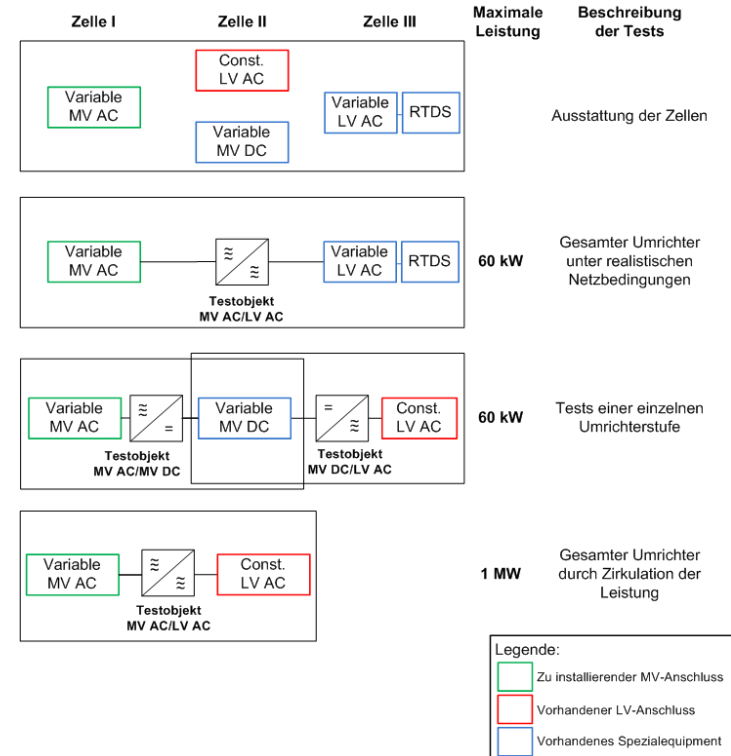 Zelle I
Zelle II
Zelle III
Maximale
Leistung
Beschreibung
der Tests
Variable
MV AC
Const.
LV AC
Variable
MV DC
Variable
LV AC
RTDS
Ausstattung der Zellen
Variable
MV AC
≈
≈
Testobjekt
MV AC/LV AC
Variable
LV AC
RTDS
60 kW
Gesamter Umrichter
unter realistischen
Netzbedingungen
Variable
MV AC
≈
=
Testobjekt
MV AC/MV DC
Variable
MV DC
=
≈
Testobjekt
MV DC/LV AC
Const.
LV AC
60 kW
Tests einer einzelnen
Umrichterstufe
Variable
MV AC
≈
≈
Testobjekt
MV AC/LV AC
Const.
LV AC
1 MW
Gesamter Umrichter
durch Zirkulation der
Leistung
Legende:
Zu installierender MV-Anschluss
Vorhandener LV-Anschluss
Vorhandenes Spezialequipment